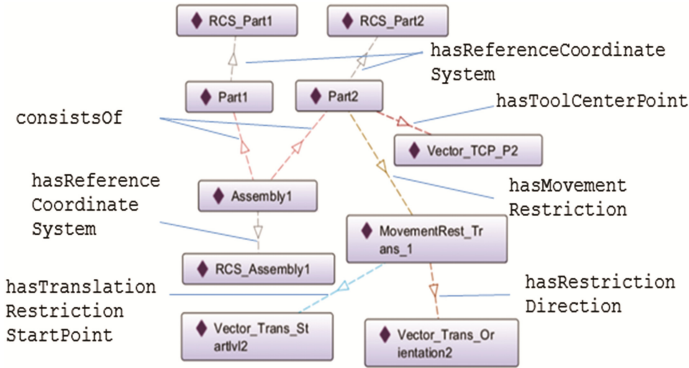 RCS_Part1
RCS_Part2
hasReferenceCoordinate
System
Part1
Part2
hasToolCenterPoint
consistsOf
Vector_TCP_P2
hasReference
Coordinate
System
Assembly1
hasMovement
Restriction
MovementRest_Tr
ans_1
RCS_Assembly1
hasTranslation
Restriction
StartPoint
hasRestriction
Direction
Vector_Trans_St
artlvl2
Vector_Trans_Or
ientation2